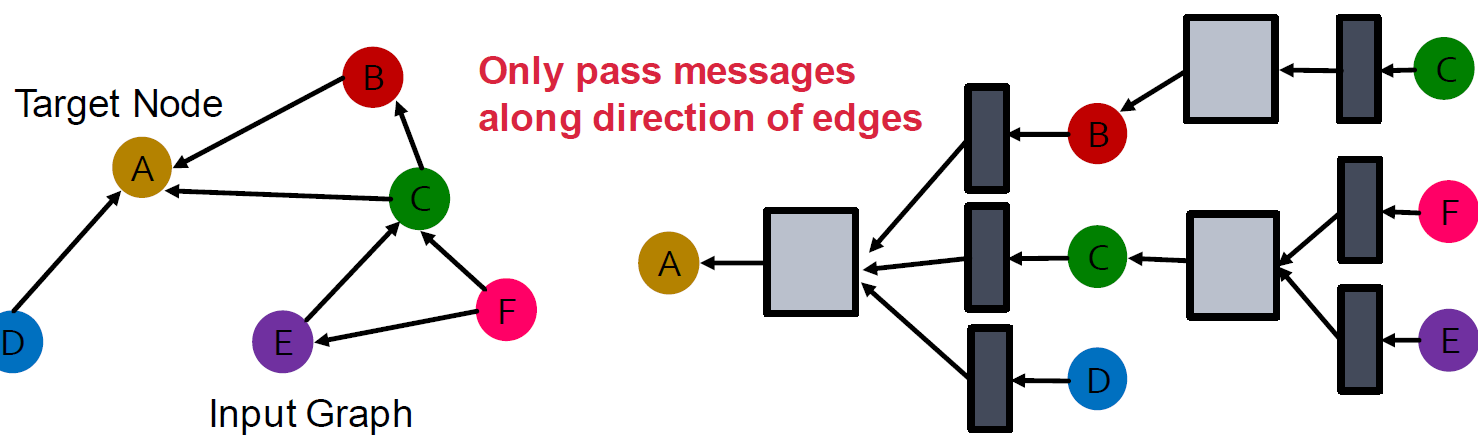 Target Node
A
B
C
D
E
F
Input Graph
Only pass messages
along direction of edges
A
B
C
D
C
F
E